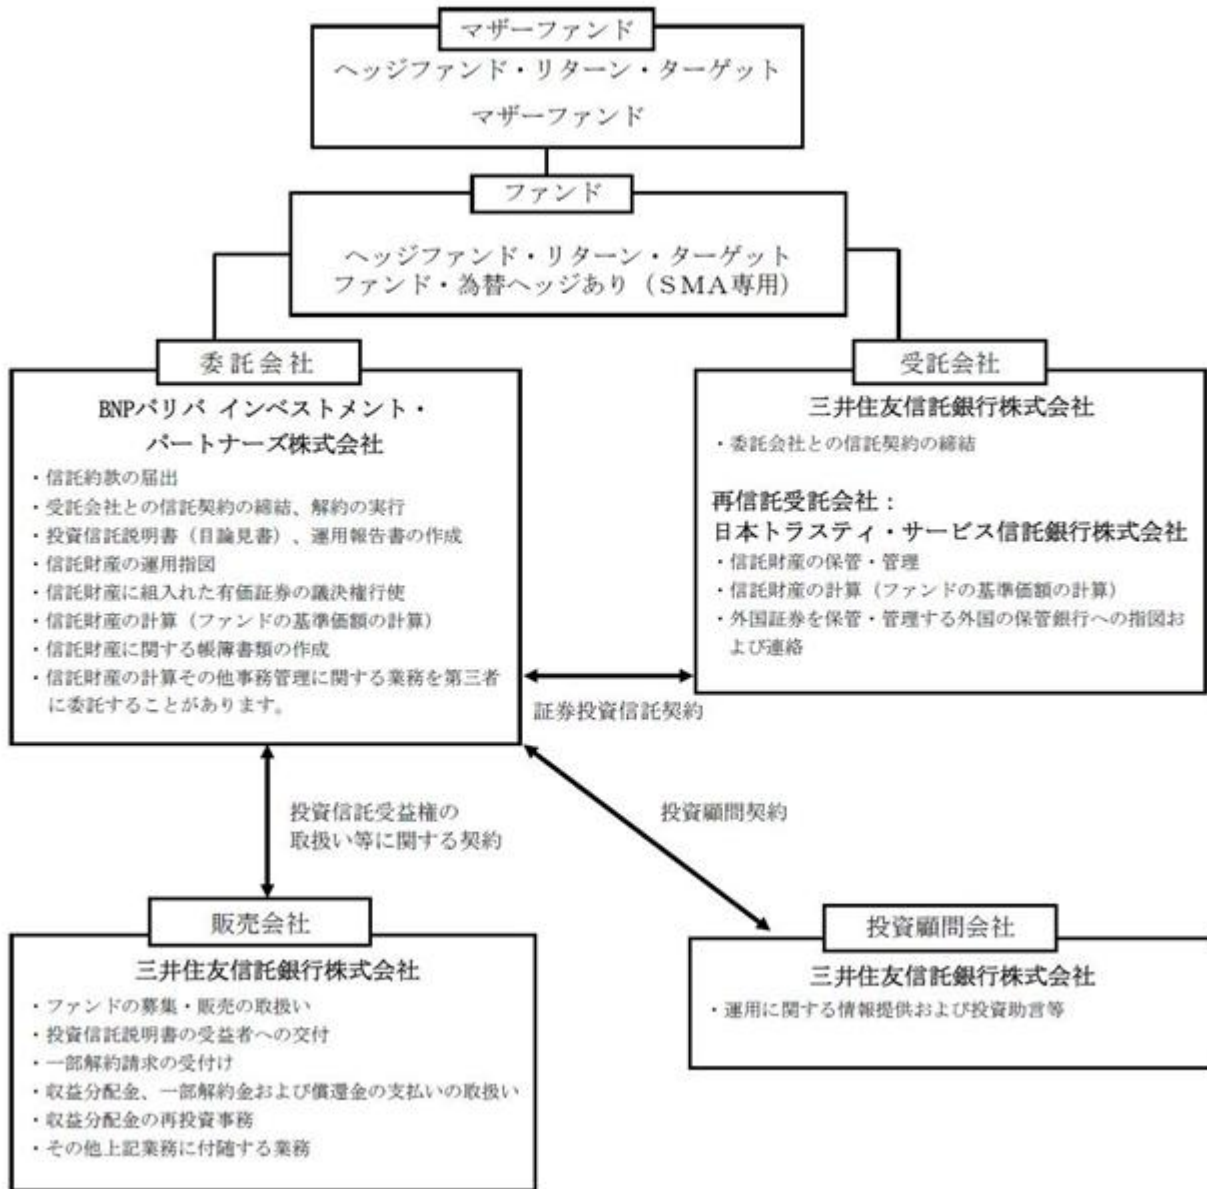 マザーファンド
ヘッジファンド・リターン・ターゲット
マザーファンド
ファンド
ヘッジファンド・リターン・ターゲット
ファンド・為替ヘッジあり（ＳＭＡ専用）
委託会社
BNPパリバ インベストメント・
パートナーズ株式会社
・信託約款の届出
・受託会社との信託契約の締結、解約の実行
・投資信託説明書（目論見書）、運用報告書の作成
・信託財産の運用指図
・信託財産に組入れた有価証券の議決権行使
・信託財産の計算（ファンドの基準価額の計算）
・信託財産に関する帳簿書類の作成
・信託財産の計算その他事務管理に関する業務を第三者
に委託することがあります。
受託会社
三井住友信託銀行株式会社
・委託会社との信託契約の締結
再信託受託会社：
日本トラスティ・サービス信託銀行株式会社
・信託財産の保管・管理
・信託財産の計算（ファンドの基準価額の計算）
・外国証券を保管・管理する外国の保管銀行への指図お
よび連絡
証券投資信託契約
投資信託受益権の
取扱い等に関する契約
投資顧問契約
販売会社
三井住友信託銀行株式会社
・ファンドの募集・販売の取扱い
・投資信託説明書の受益者への交付
・一部解約請求の受付け
・収益分配金、一部解約金および償還金の支払いの取扱い
・収益分配金の再投資事務
・その他上記業務に付随する業務
投資顧問会社
三井住友信託銀行株式会社
・運用に関する情報提供および投資助言等